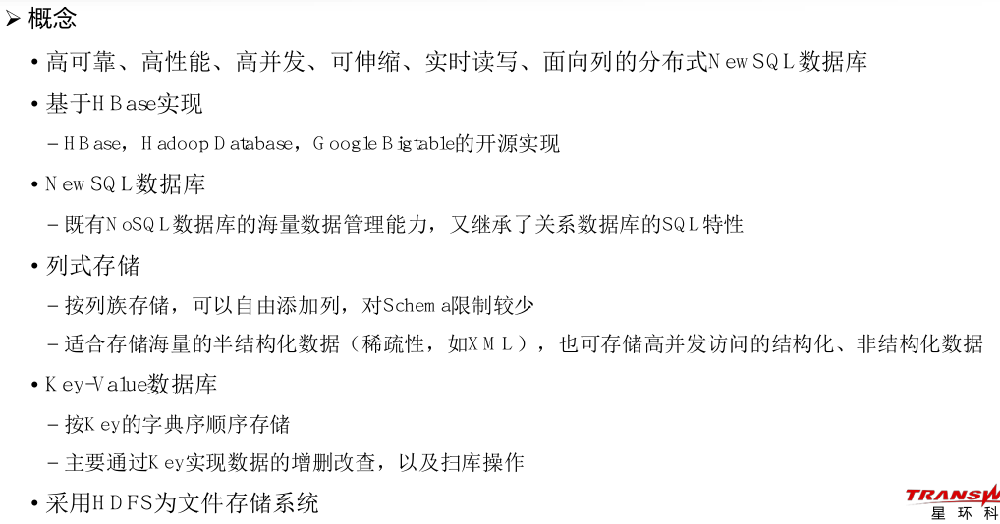 ➢ 概念
• 高可靠、高性能、高并发、可伸缩、实时读写、面向列的分布式NewSQL数据库
• 基于HBase实现
– HBase，Hadoop Database，Google Bigtable的开源实现
• NewSQL数据库
– 既有NoSQL数据库的海量数据管理能力，又继承了关系数据库的SQL特性
• 列式存储
– 按列族存储，可以自由添加列，对Schema限制较少
– 适合存储海量的半结构化数据（稀疏性，如XML），也可存储高并发访问的结构化、非结构化数据
• Key-Value数据库
– 按Key的字典序顺序存储
– 主要通过Key实现数据的增删改查，以及扫库操作
• 采用HDFS为文件存储系统
TRANSW
星环科